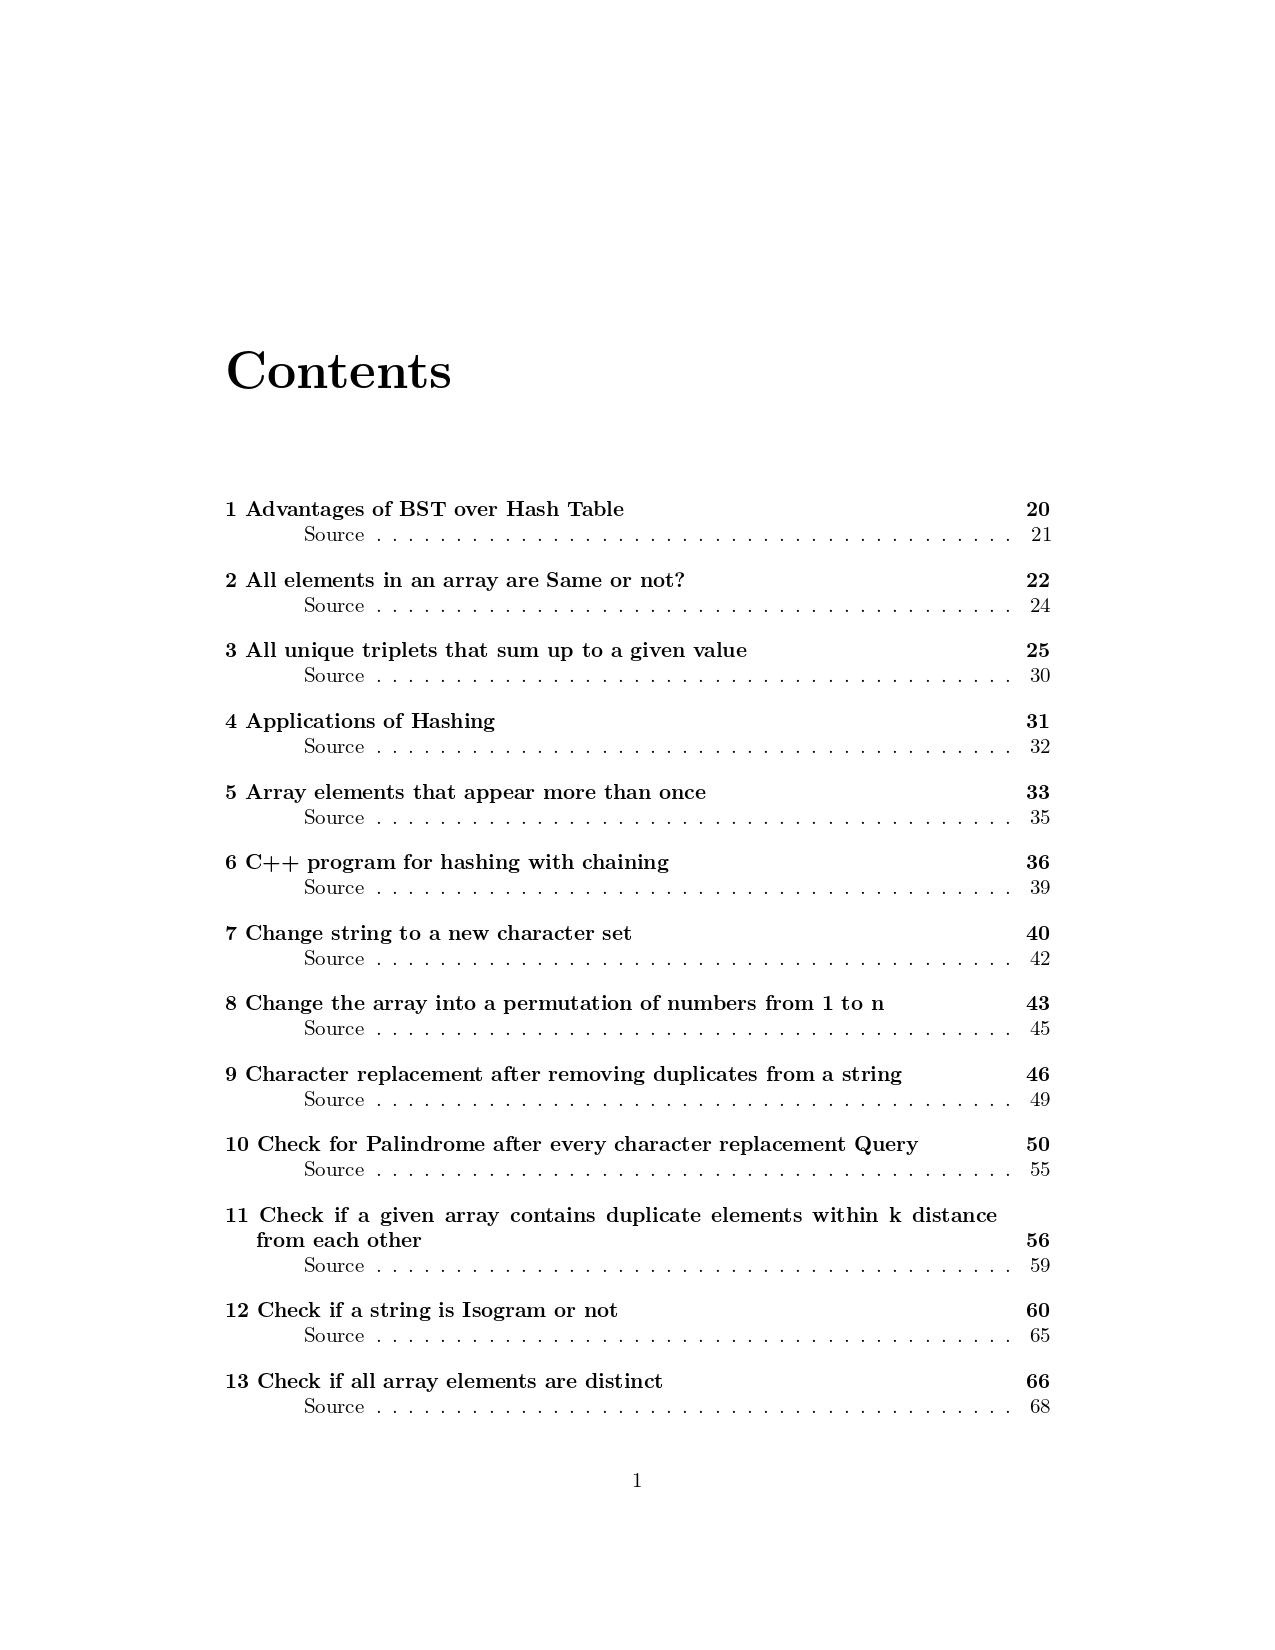 Contents
1 Advantages of BST over Hash Table 20
Source . . . . . . . . . . . . . . . . . . . . . . . . . . . . . . . . . . . . . . . . 21
2 All elements in an array are Same or not? 22
Source . . . . . . . . . . . . . . . . . . . . . . . . . . . . . . . . . . . . . . . . 24
3 All unique triplets that sum up to a given value 25
Source . . . . . . . . . . . . . . . . . . . . . . . . . . . . . . . . . . . . . . . . 30
4 Applications of Hashing 31
Source . . . . . . . . . . . . . . . . . . . . . . . . . . . . . . . . . . . . . . . . 32
5 Array elements that appear more than once 33
Source . . . . . . . . . . . . . . . . . . . . . . . . . . . . . . . . . . . . . . . . 35
6 C++ program for hashing with chaining 36
Source . . . . . . . . . . . . . . . . . . . . . . . . . . . . . . . . . . . . . . . . 39
7 Change string to a new character set 40
Source . . . . . . . . . . . . . . . . . . . . . . . . . . . . . . . . . . . . . . . . 42
8 Change the array into a permutation of numbers from 1 to n 43
Source . . . . . . . . . . . . . . . . . . . . . . . . . . . . . . . . . . . . . . . . 45
9 Character replacement after removing duplicates from a string 46
Source . . . . . . . . . . . . . . . . . . . . . . . . . . . . . . . . . . . . . . . . 49
10 Check for Palindrome after every character replacement Query 50
Source . . . . . . . . . . . . . . . . . . . . . . . . . . . . . . . . . . . . . . . . 55
11 Check if a given array contains duplicate elements within k distance
from each other 56
Source . . . . . . . . . . . . . . . . . . . . . . . . . . . . . . . . . . . . . . . . 59
12 Check if a string is Isogram or not 60
Source . . . . . . . . . . . . . . . . . . . . . . . . . . . . . . . . . . . . . . . . 65
13 Check if all array elements are distinct 66
Source . . . . . . . . . . . . . . . . . . . . . . . . . . . . . . . . . . . . . . . . 68
1